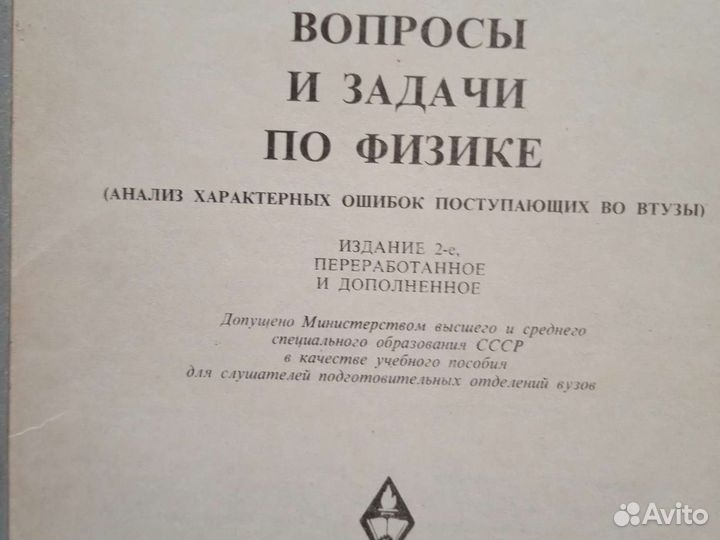 ВОПРОСЫ
И ЗАДАЧИ
ПО ФИЗИКЕ
(АНАЛИЗ ХАРАКТЕРНЫХ ОШИБОК ПОСТУПАЮЩИХ ВО ВТУЗЫ)
ИЗДАНИЕ 2-е,
ПЕРЕРАБОТАННОЕ
И ДОПОЛНЕННОЕ
Допущено Министерством высшего и среднего
специального образования СССР
в качестве учебного пособия
для слушателей подготовительных отделений вузов
Avito